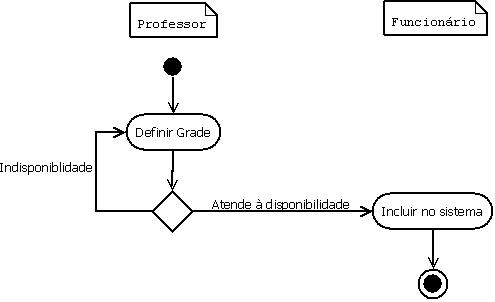 Professor
Funcionário
Definir Grade
Indisponiblidade
Atende à disponibilidade
Incluir no sistema